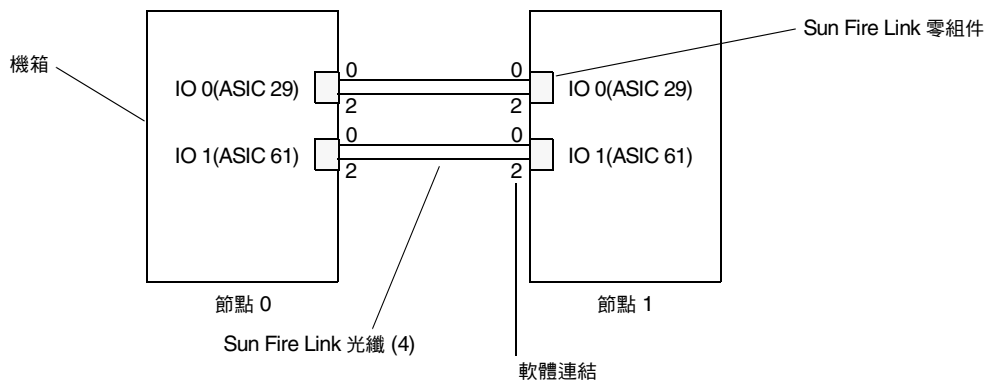 Sun Fire Link 零組件
機箱
0 0
IO 0(ASIC 29) IO 0(ASIC 29)
2 2
0 0
IO 1(ASIC 61) IO 1(ASIC 61)
2 2
節點 0 節點 1
Sun Fire Link 光纖 (4)
軟體連結